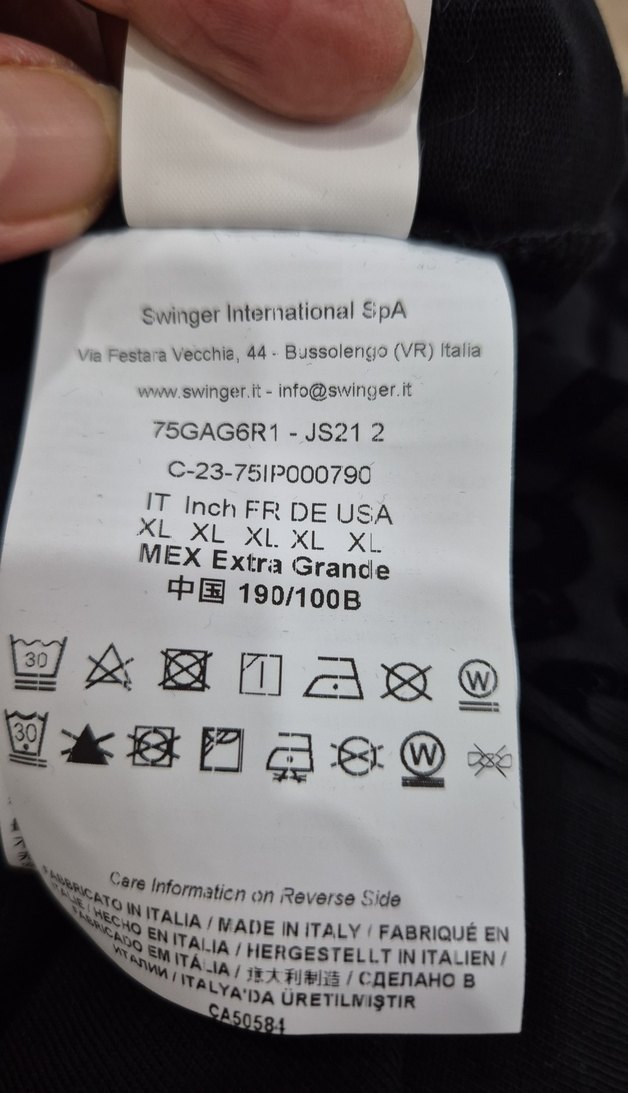 Swinger International SpA
Via Festara Vecchia, 44 - Bussolengo (VR) Italia
www.swinger.it - info@swinger.it
75GAG6R1 - JS21 2
C-23-75IP000790
IT Inch FR DE USA
XL XL XL XL XL
MEX Extra Grande
中国 190/100B
30 W
30 W
Care Information on Reverse Side
FABBRICATO IN ITALIA / MADE IN ITALY / FABRIQUÉ EN
ITALIE / HECHO EN ITALIA / HERGESTELLT IN ITALIEN /
FABRICADO EM ITÁLIA / 意大利制造 / СДЕЛАНО В
ИТАЛИИ / ITALYA'DA ÜRETILMIŞTIR
CA50584